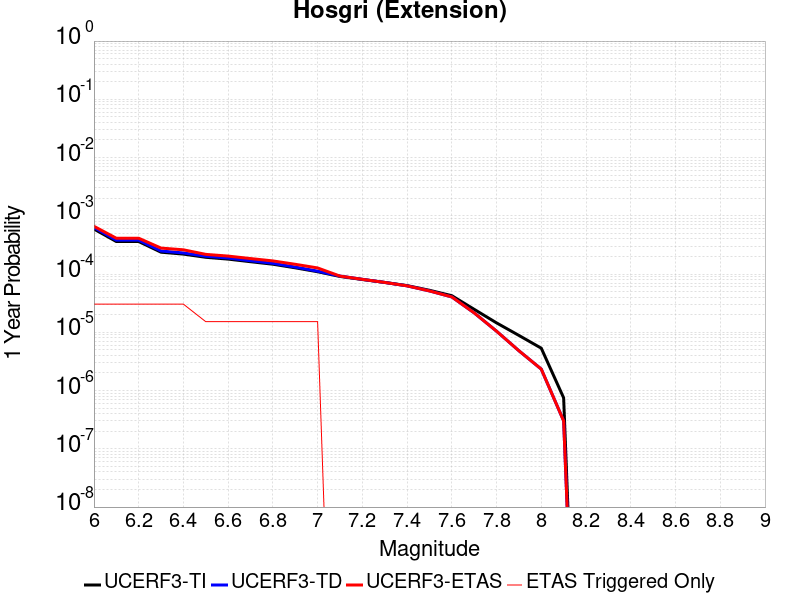 Hosgri (Extension)
10^0
10^-1
10^-2
10^-3
10^-4
10^-5
10^-6
10^-7
10^-8
1 Year Probability
6 6.2 6.4 6.6 6.8 7 7.2 7.4 7.6 7.8 8 8.2 8.4 8.6 8.8 9
Magnitude
UCERF3-TI UCERF3-TD UCERF3-ETAS ETAS Triggered Only